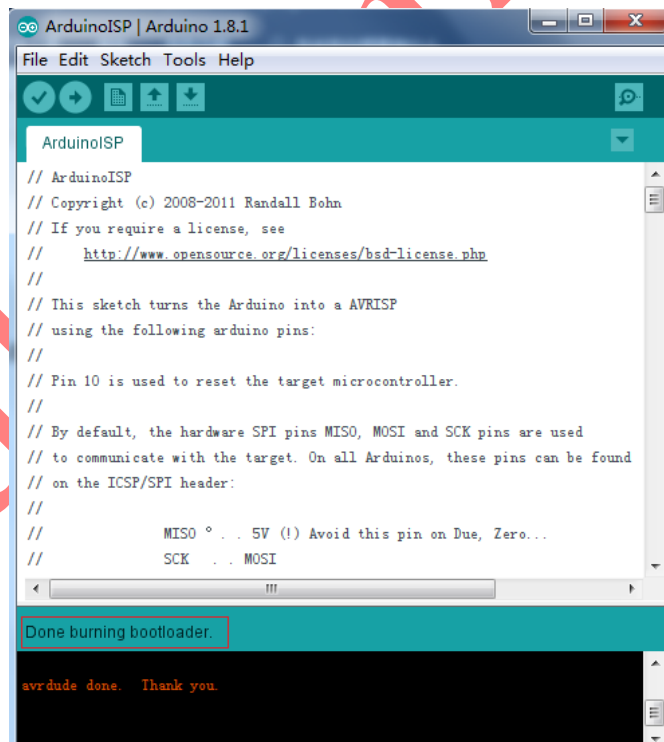 ArduinoISP | Arduino 1.8.1
File Edit Sketch Tools Help
ArduinoISP
// ArduinoISP
// Copyright (c) 2008-2011 Randall Bohn
// If you require a license, see
//     http://www.opensource.org/licenses/bsd-license.php
//
// This sketch turns the Arduino into a AVRISP
// using the following arduino pins:
//
// Pin 10 is used to reset the target microcontroller.
//
// By default, the hardware SPI pins MISO, MOSI and SCK pins are used
// to communicate with the target. On all Arduinos, these pins can be found
// on the ICSP/SPI header:
//
//               MISO °. . 5V (!) Avoid this pin on Due, Zero...
//               SCK   . . MOSI
Done burning bootloader.
avrdude done.  Thank you.